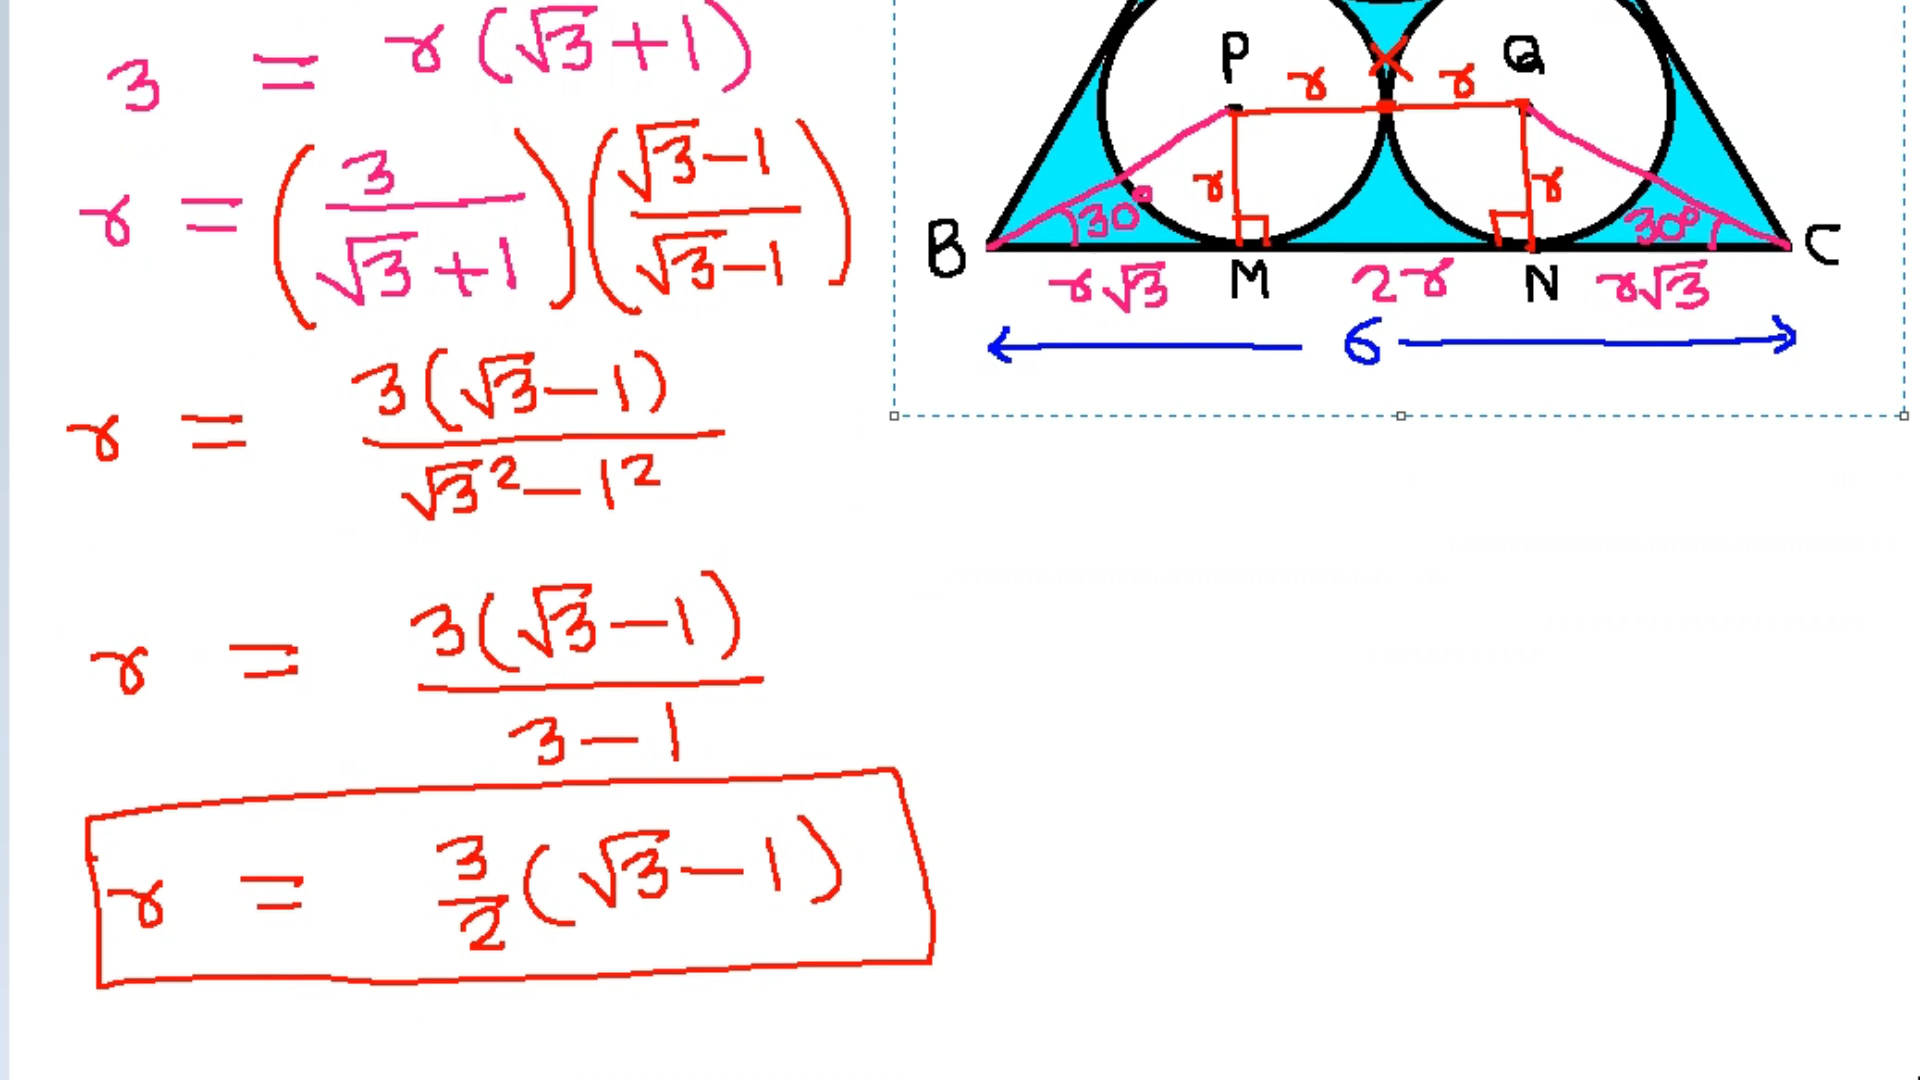 3 = r(√3+1)
r = (3/(√3+1))((√3-1)/(√3-1))
r = 3(√3-1)/(√3²-1²)
r = 3(√3-1)/(3-1)
r = 3/2(√3-1)
P Q
r r
r r
30° 30°
B M N C
r√3 2r r√3
6